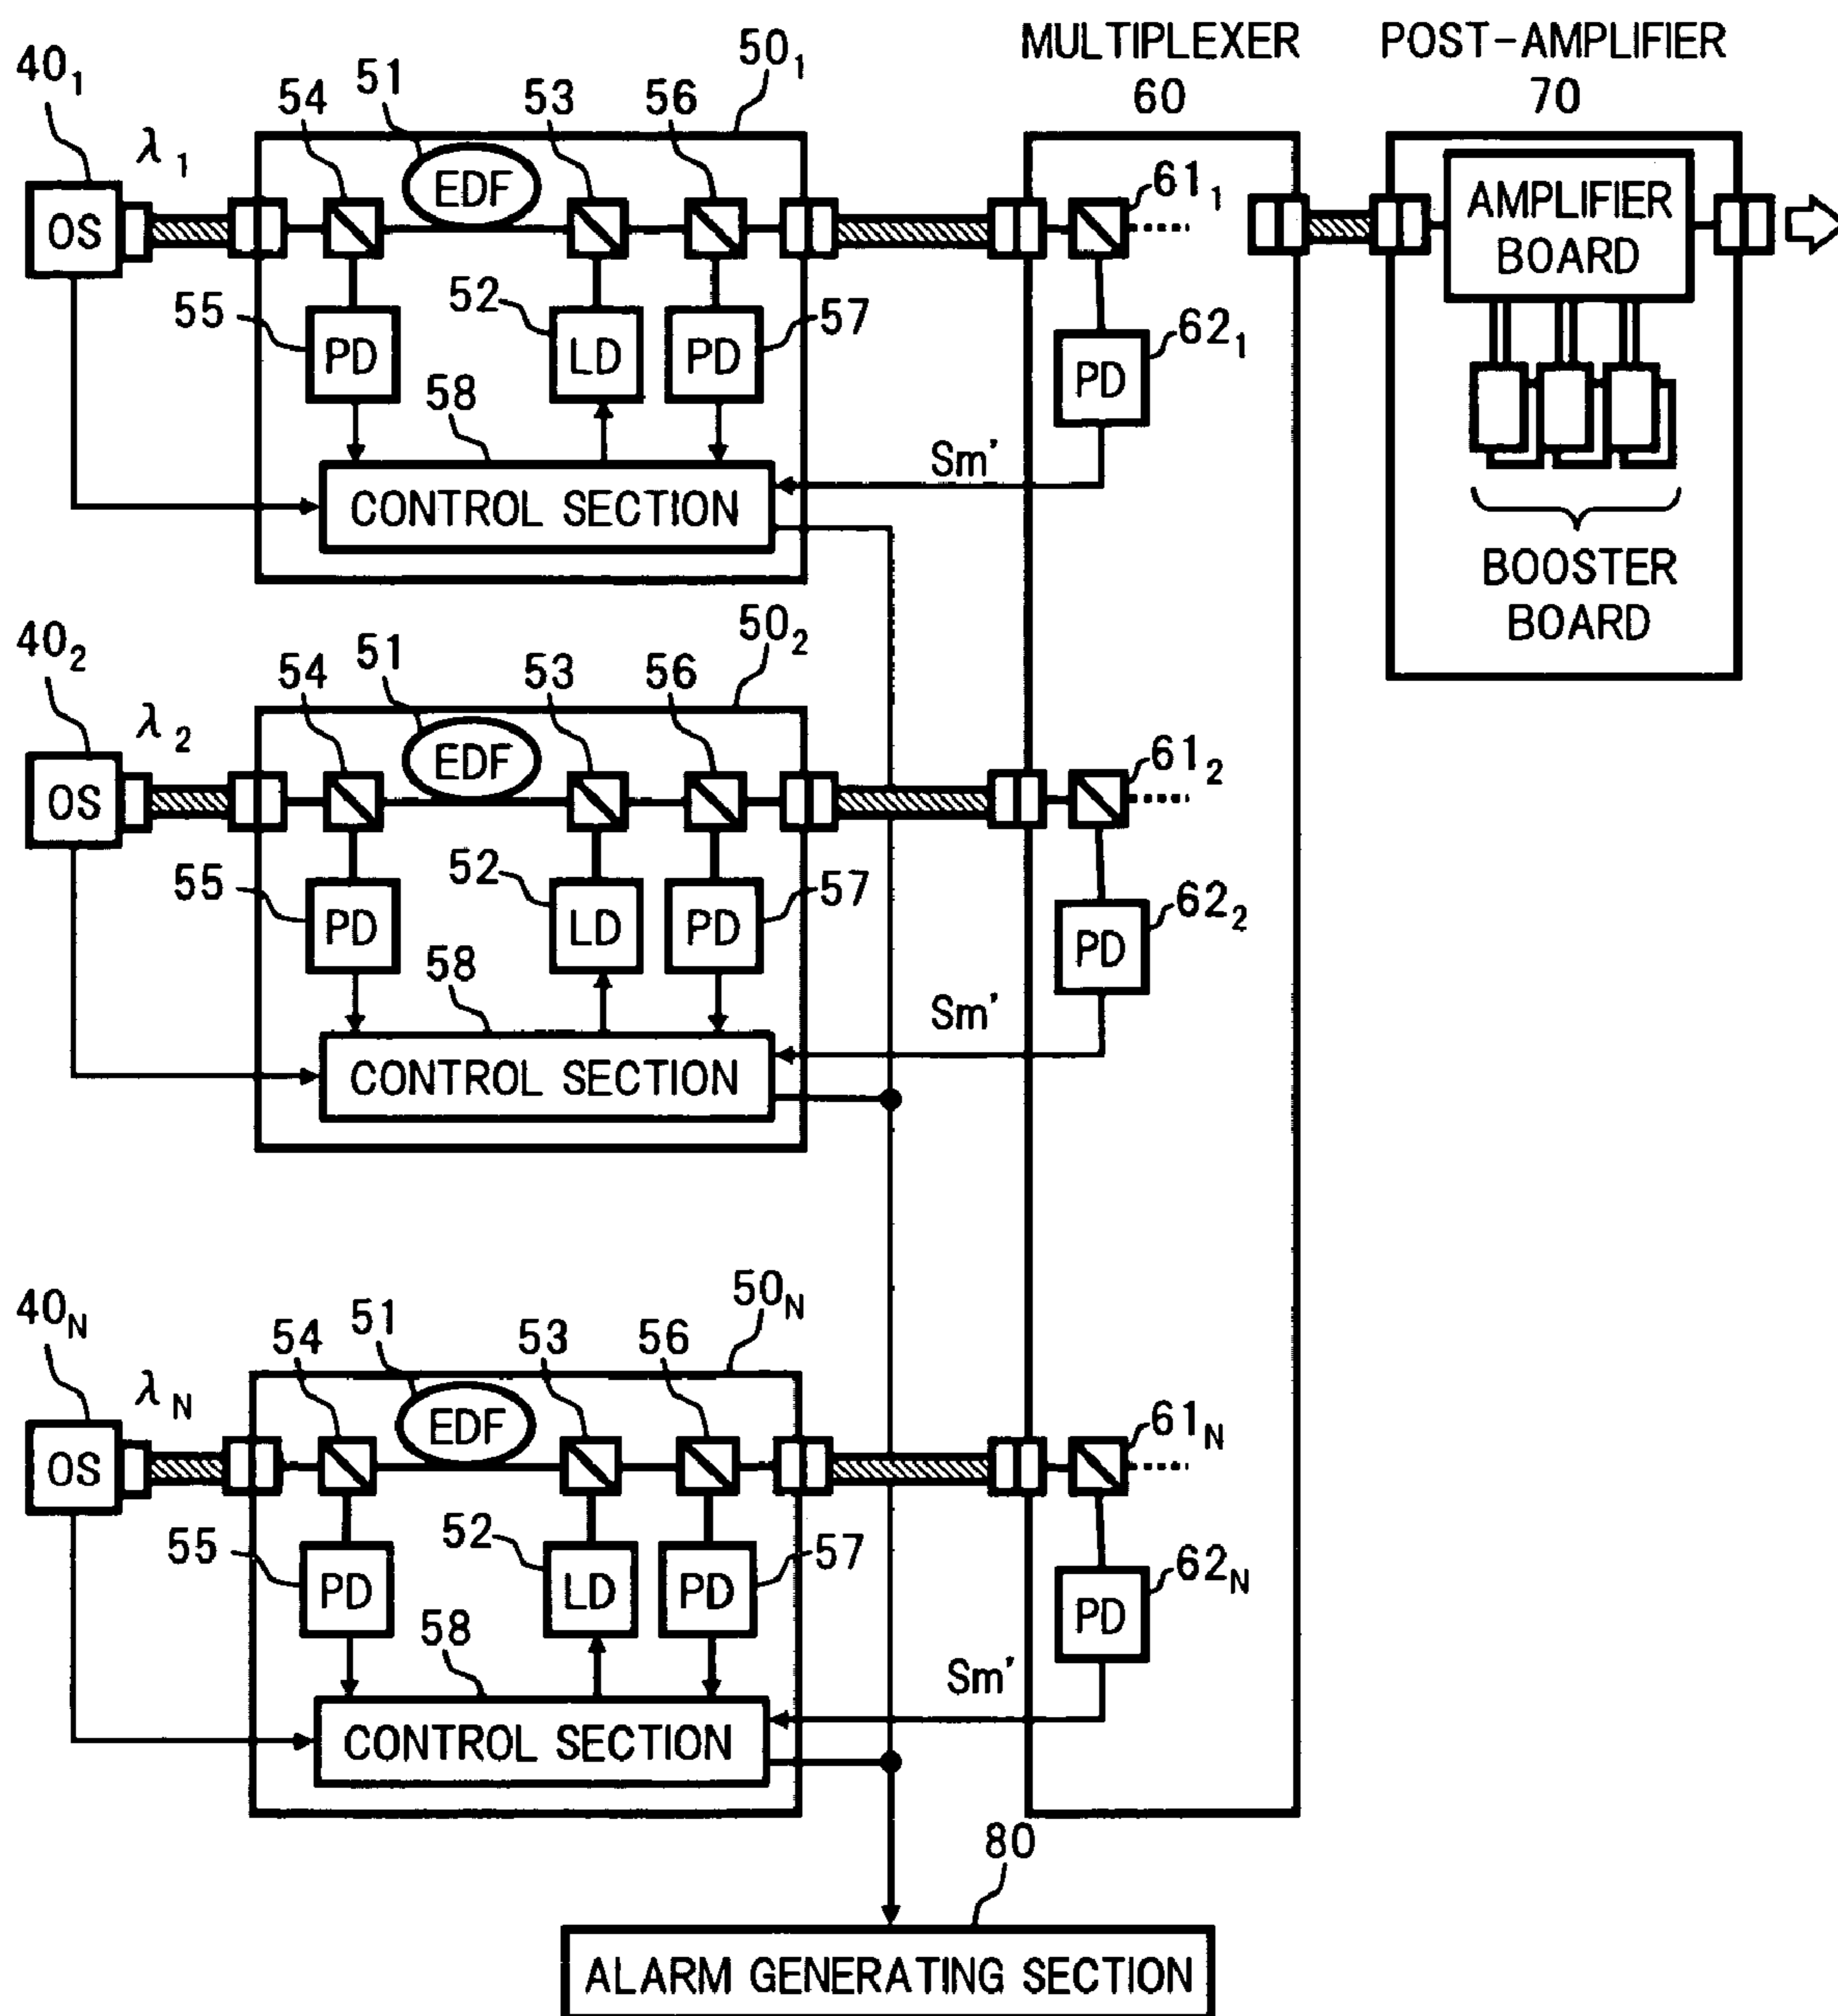 MULTIPLEXER
60
POST-AMPLIFIER
70
40₁
λ₁
OS
54
51
EDF
53
56
50₁
55
PD
52
LD
PD
57
58
CONTROL SECTION
61₁
PD
62₁
Sm'
AMPLIFIER
BOARD
BOOSTER
BOARD
40₂
λ₂
OS
54
51
EDF
53
56
50₂
55
PD
52
LD
PD
57
58
CONTROL SECTION
61₂
PD
62₂
Sm'
40N
λN
OS
54
51
EDF
53
56
50N
55
PD
52
LD
PD
57
58
CONTROL SECTION
61N
PD
62N
Sm'
80
ALARM GENERATING SECTION